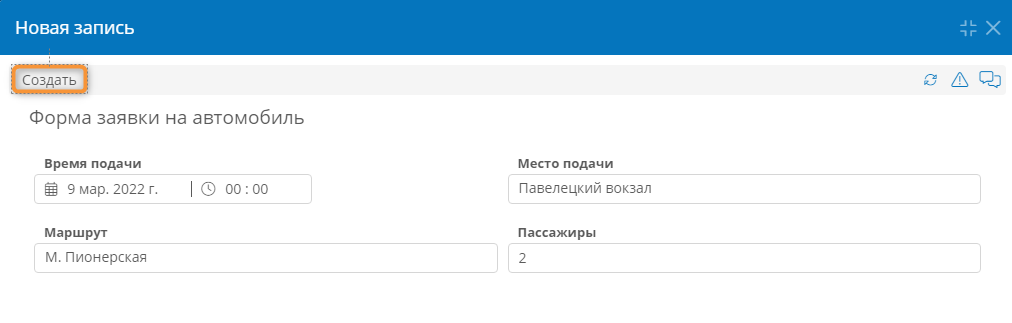 Новая запись
Создать
Форма заявки на автомобиль
Время подачи
Место подачи
9 мар. 2022 г. 00 : 00
Павелецкий вокзал
Маршрут
Пассажиры
М. Пионерская
2